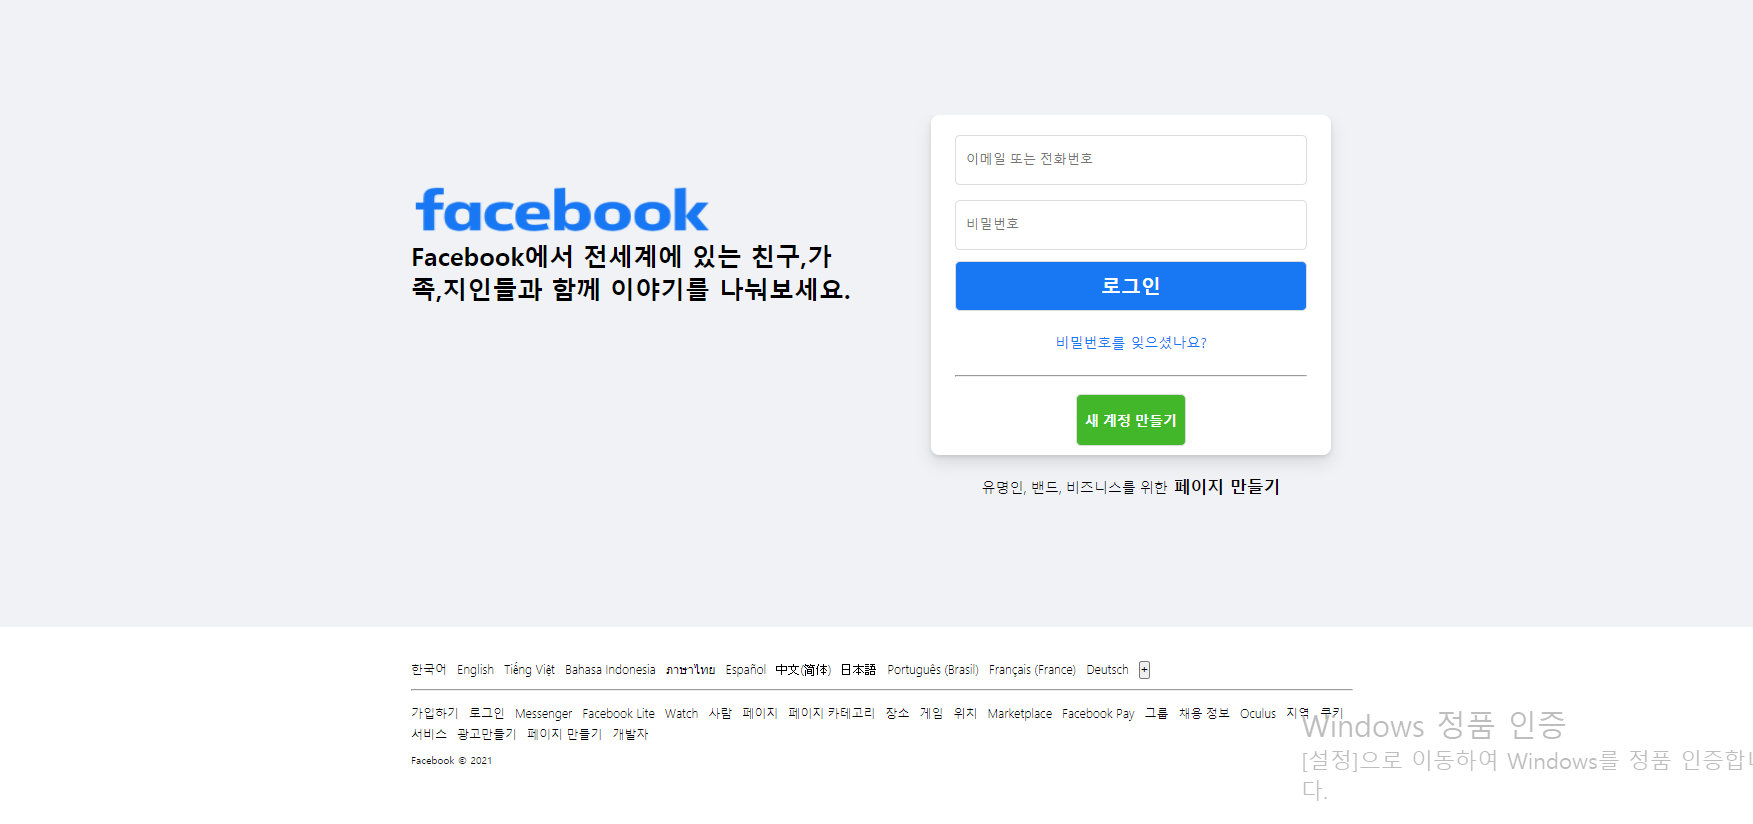 facebook
Facebook에서 전세계에 있는 친구,가
족,지인들과 함께 이야기를 나눠보세요.
이메일 또는 전화번호
비밀번호
로그인
비밀번호를 잊으셨나요?
새 계정 만들기
유명인, 밴드, 비즈니스를 위한 페이지 만들기
한국어 English Tiếng Việt Bahasa Indonesia ภาษาไทย Español 中文(简体) 日本語 Português (Brasil) Français (France) Deutsch +
가입하기 로그인 Messenger Facebook Lite Watch 사람 페이지 페이지 카테고리 장소 게임 위치 Marketplace Facebook Pay 그룹 채용 정보 Oculus 지역 쿠키
서비스 광고만들기 페이지 만들기 개발자
Facebook © 2021
Windows 정품 인증
[설정]으로 이동하여 Windows를 정품 인증합니
다.